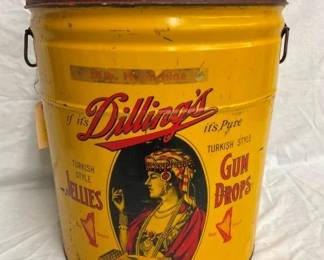 if it's
Dilling's
it's Pure
TURKISH STYLE JELLIES
TURKISH STYLE GUM DROPS